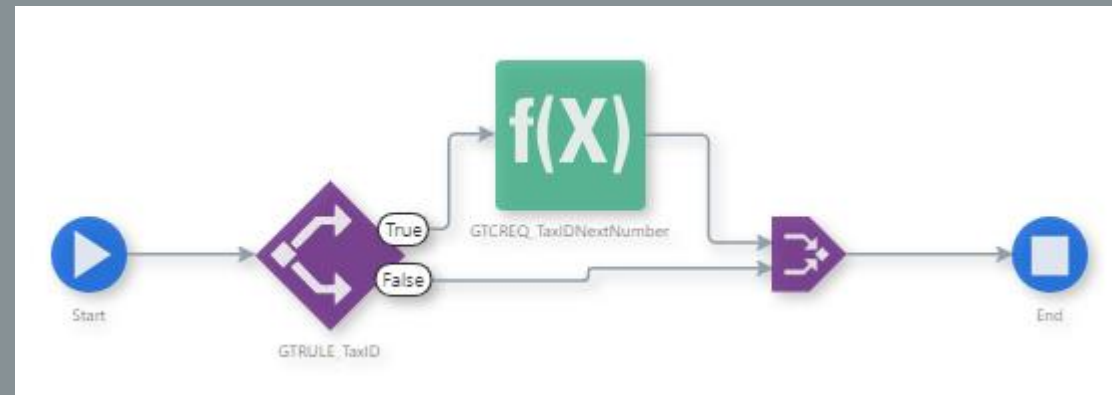 f(X)
True
GTCREQ_TaxIDNextNumber
False
Start
End
GTRULE_TaxID